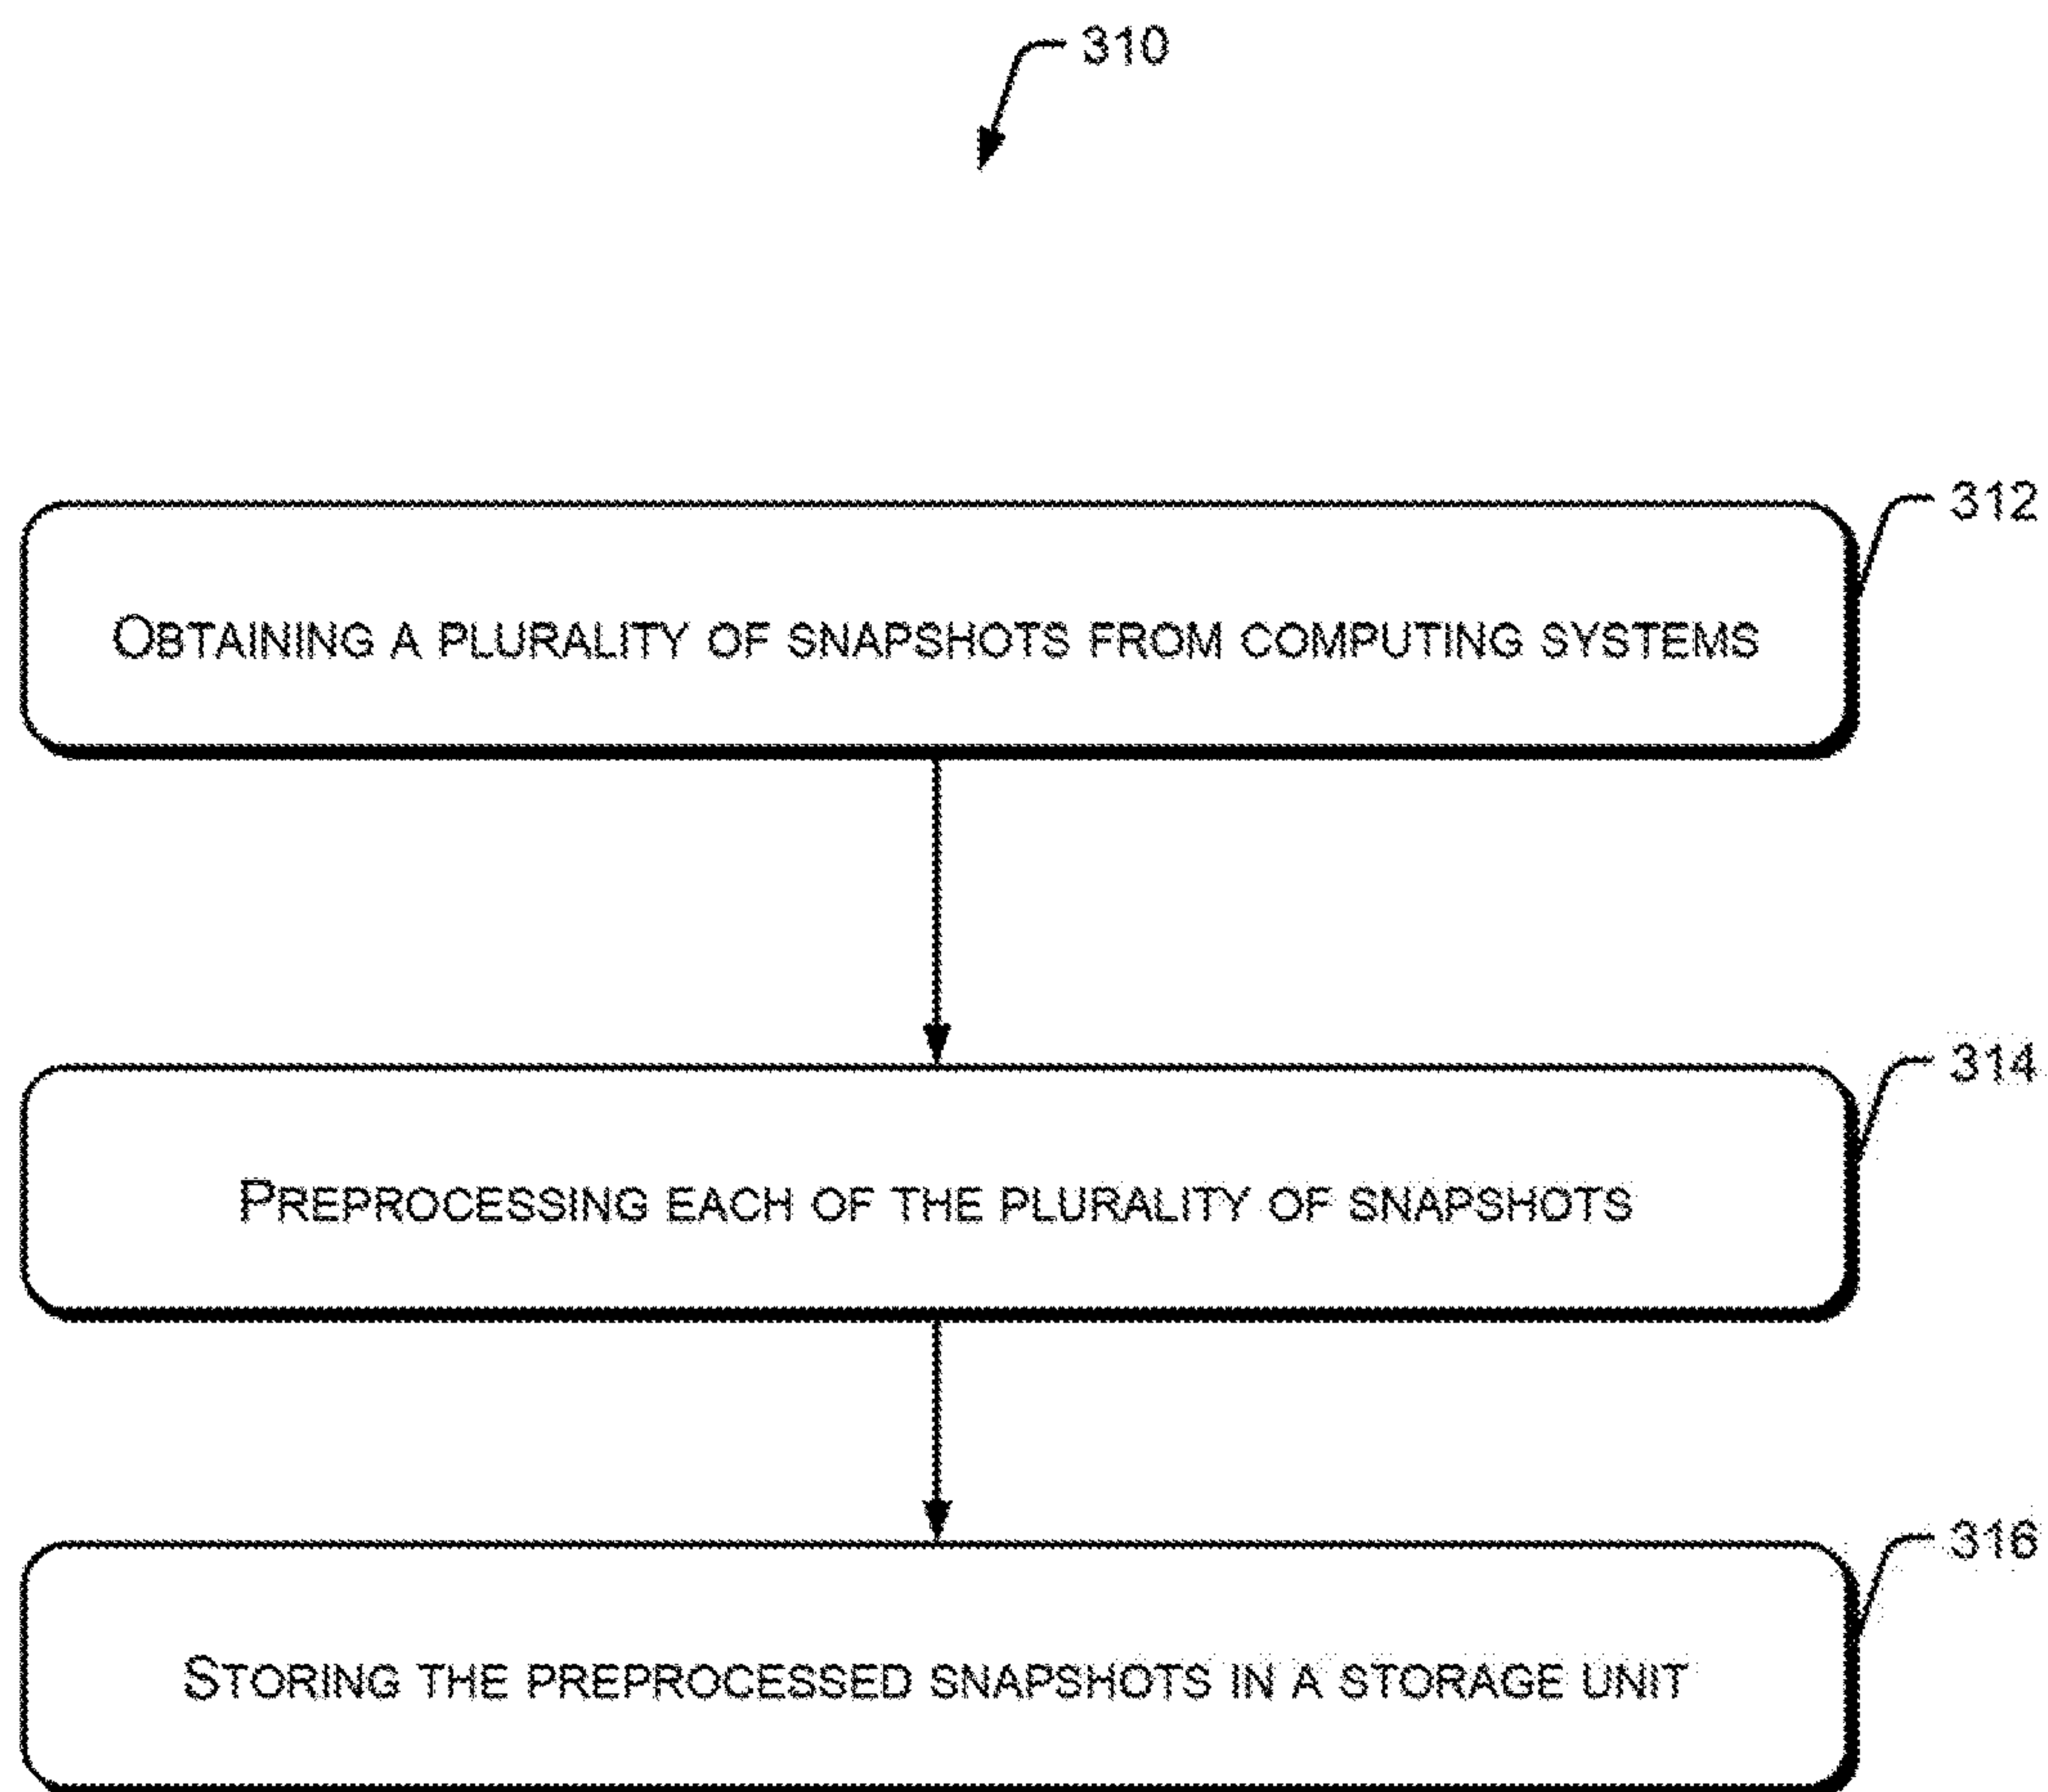 310
312
OBTAINING A PLURALITY OF SNAPSHOTS FROM COMPUTING SYSTEMS
314
PREPROCESSING EACH OF THE PLURALITY OF SNAPSHOTS
316
STORING THE PREPROCESSED SNAPSHOTS IN A STORAGE UNIT